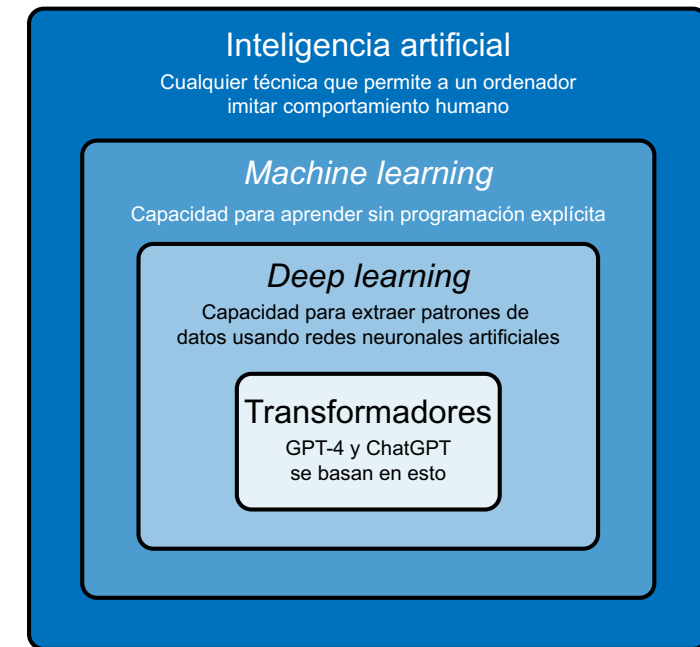 Inteligencia artificial
Cualquier técnica que permite a un ordenador
imitar comportamiento humano
Machine learning
Capacidad para aprender sin programación explícita
Deep learning
Capacidad para extraer patrones de
datos usando redes neuronales artificiales
Transformadores
GPT-4 y ChatGPT
se basan en esto